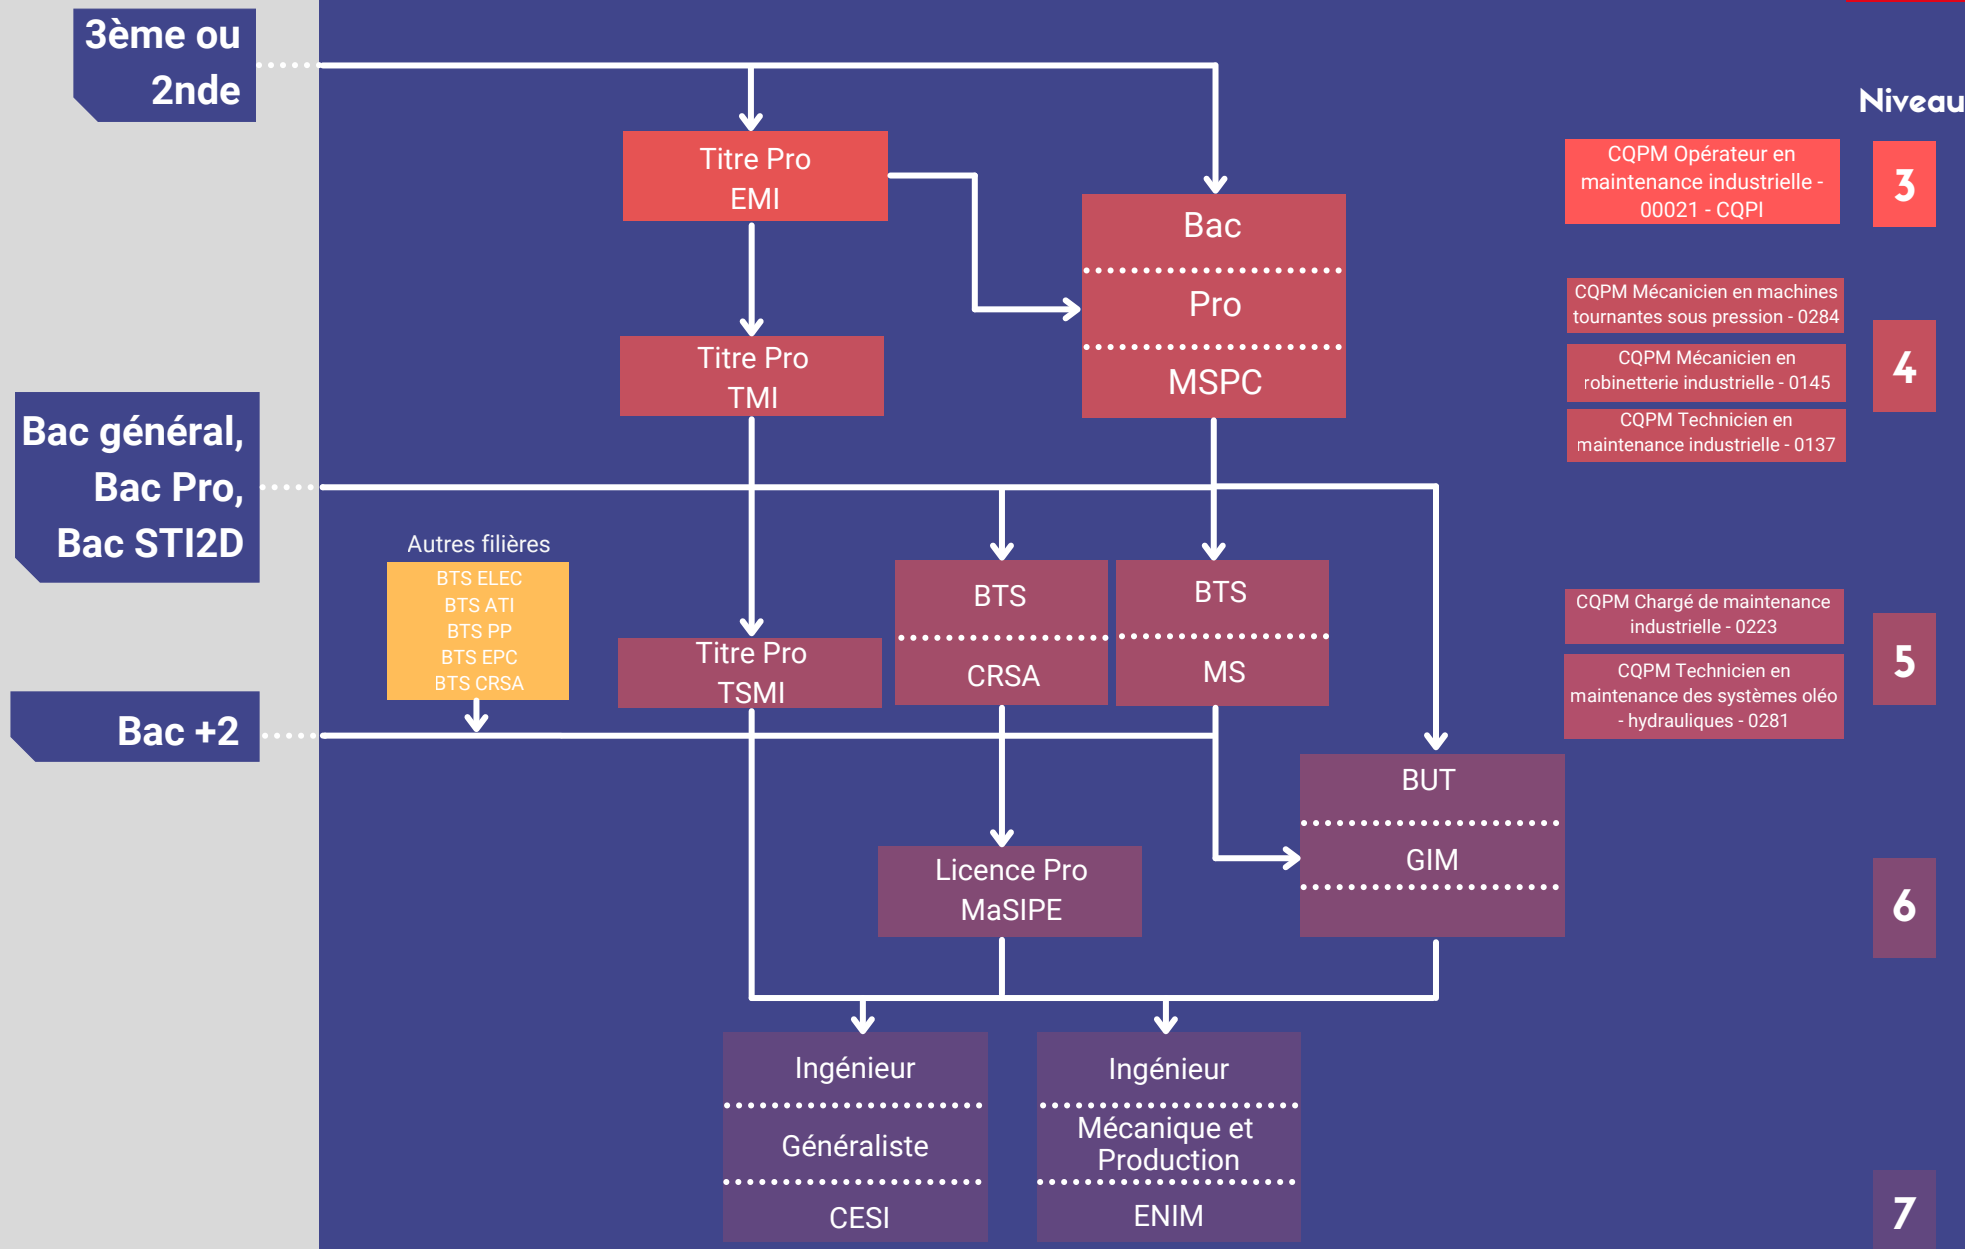 3ème ou
2nde
Niveau
Titre Pro
EMI
CQPM Opérateur en
maintenance industrielle -
00021 - CQPI
3
Bac
Pro
MSPC
CQPM Mécanicien en machines
tournantes sous pression - 0284
CQPM Mécanicien en
robinetterie industrielle - 0145
CQPM Technicien en
maintenance industrielle - 0137
4
Titre Pro
TMI
Bac général,
Bac Pro,
Bac STI2D
Autres filières
BTS ELEC
BTS ATI
BTS PP
BTS EPC
BTS CRSA
Titre Pro
TSMI
BTS
CRSA
BTS
MS
CQPM Chargé de maintenance
industrielle - 0223
CQPM Technicien en
maintenance des systèmes oléo
- hydrauliques - 0281
5
Bac +2
BUT
GIM
Licence Pro
MaSIPE
6
Ingénieur
Généraliste
CESI
Ingénieur
Mécanique et
Production
ENIM
7